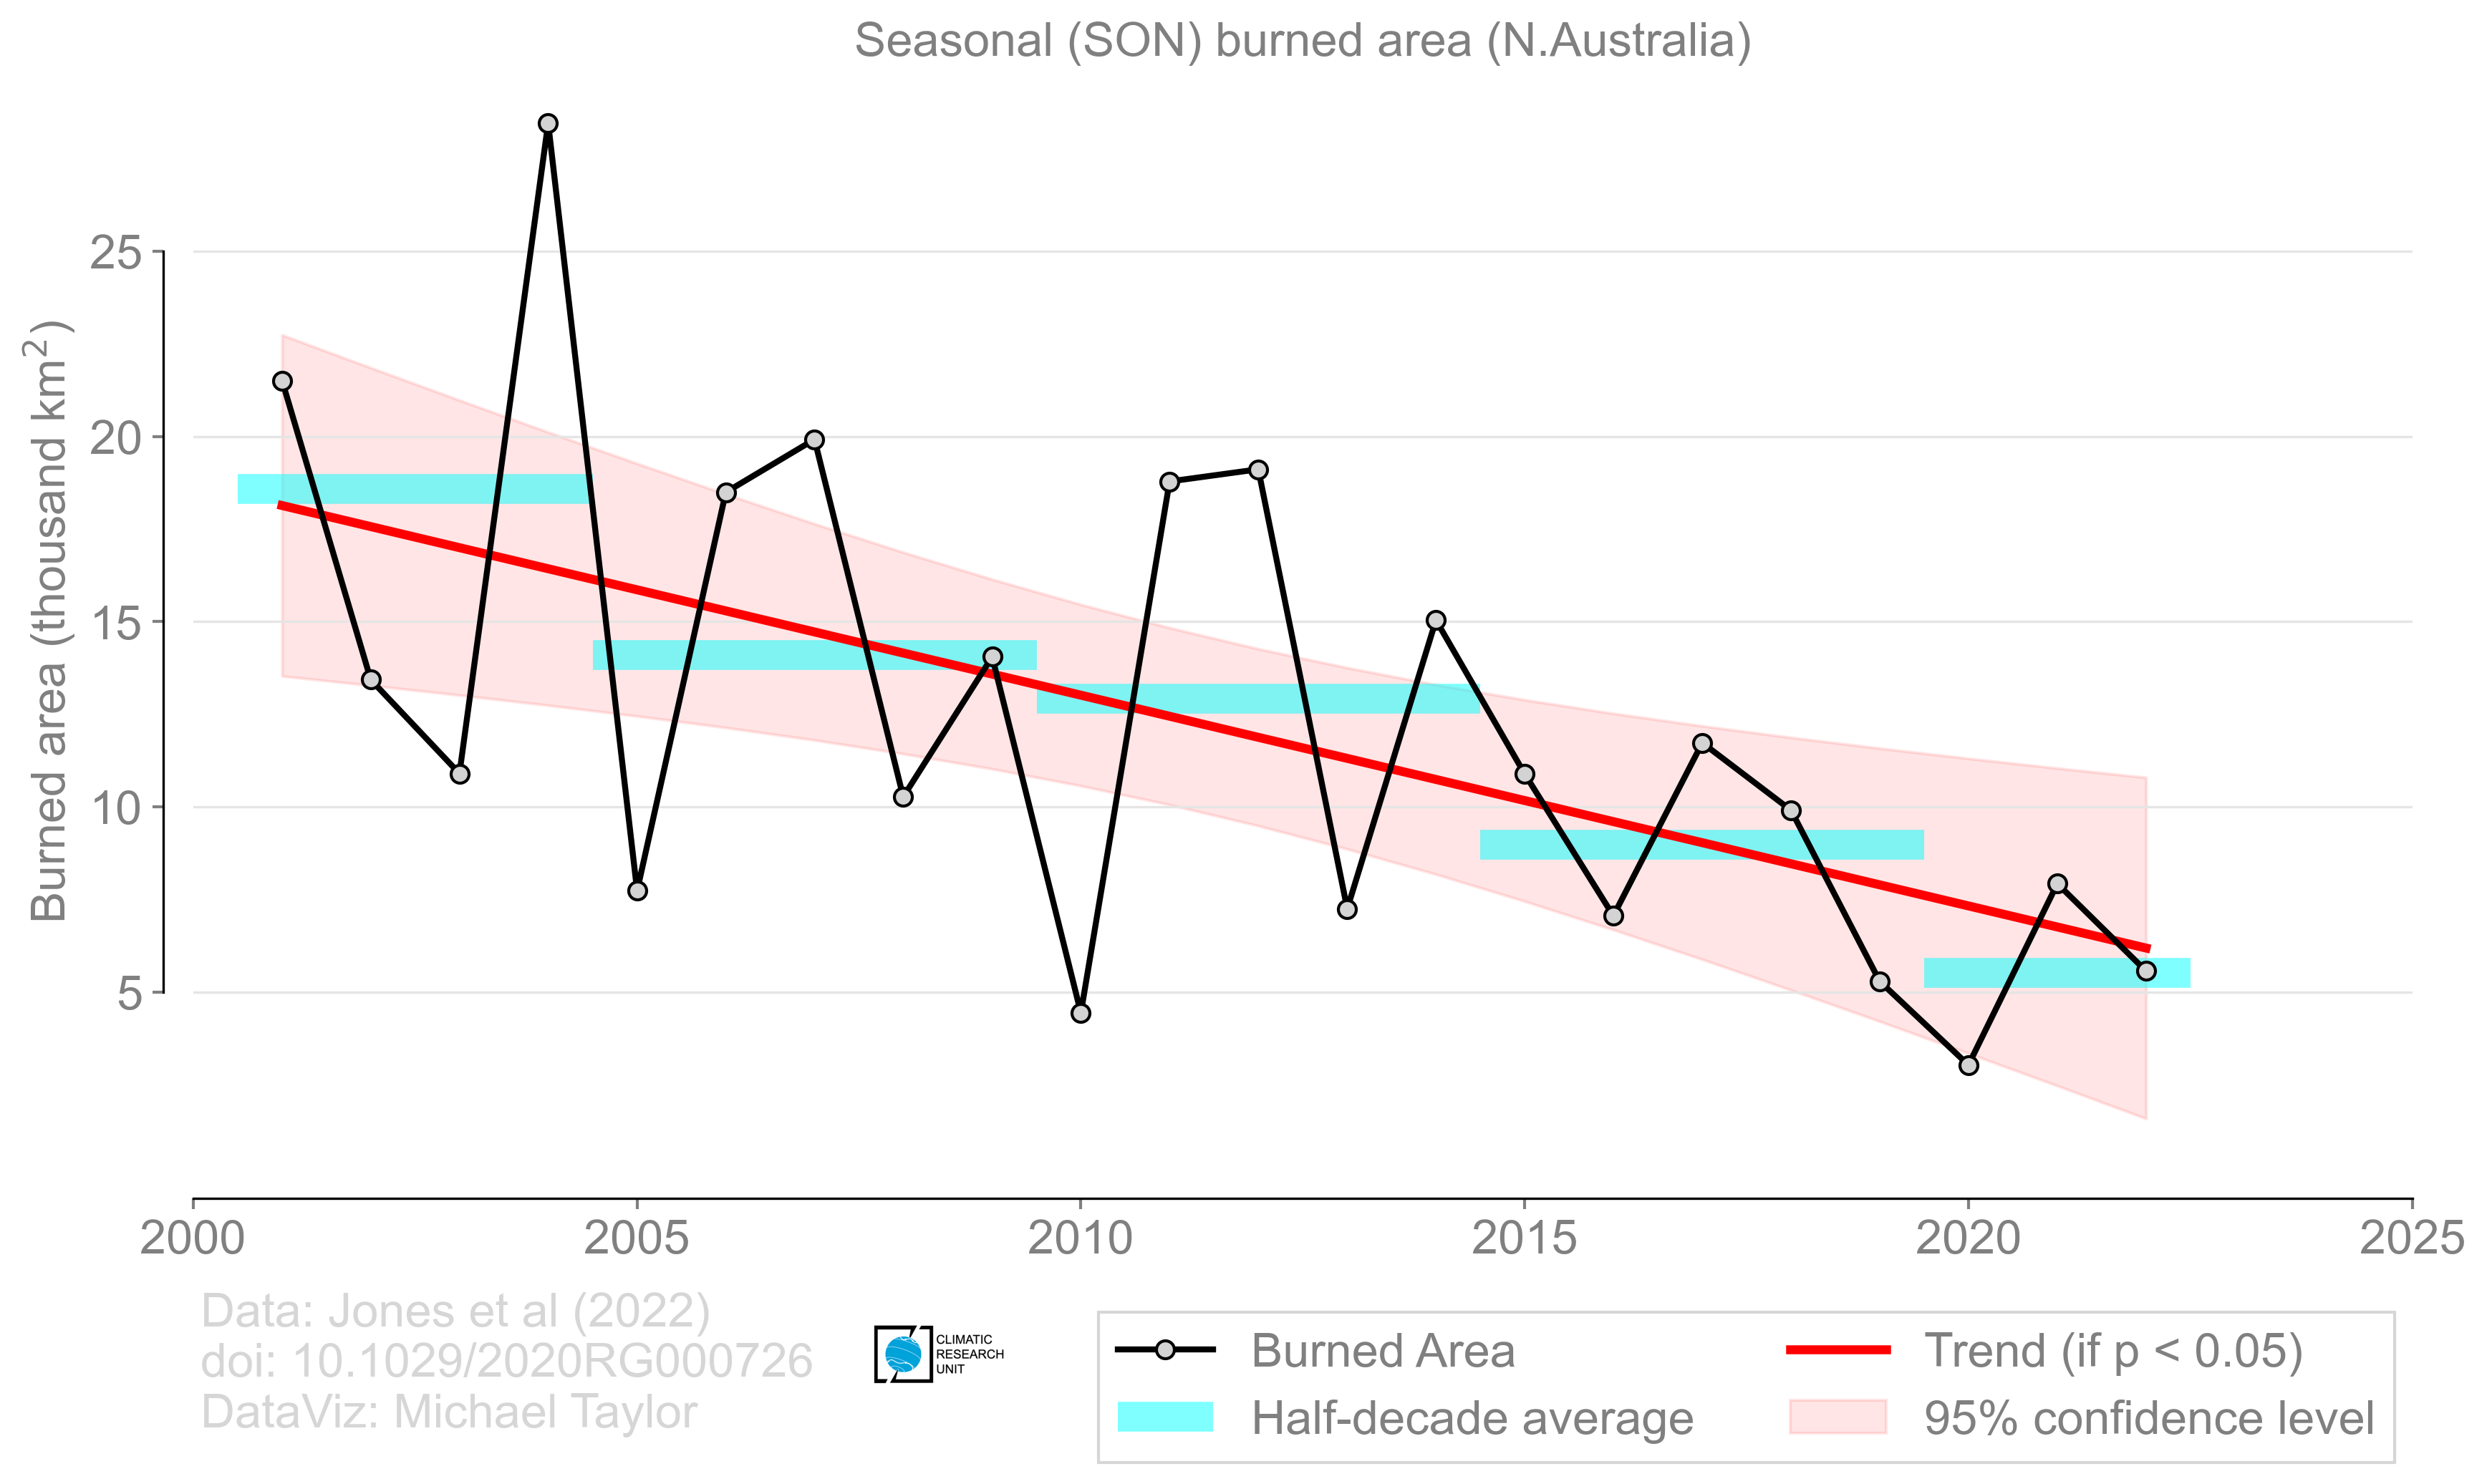 Seasonal (SON) burned area (N.Australia)
Burned area (thousand km²)
25
20
15
10
5
2000 2005 2010 2015 2020 2025
Data: Jones et al (2022)
doi: 10.1029/2020RG000726
DataViz: Michael Taylor
CLIMATIC
RESEARCH
UNIT
Burned Area
Half-decade average
Trend (if p < 0.05)
95% confidence level